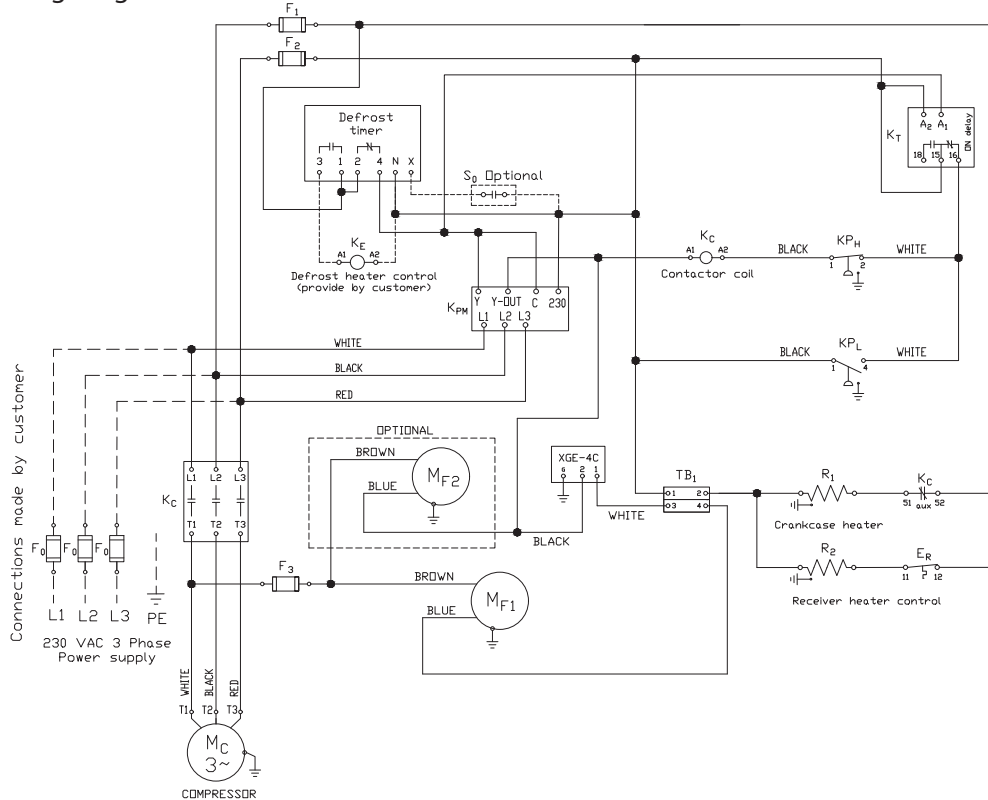 F1
F2
Defrost
timer
3 1 2 4 N X
S0 Optional
KE
A1 A2
Defrost heater control
(provide by customer)
KT
A2 A1
ON delay
18 15 16
KC
A1 A2
Contactor coil
BLACK
KPH
1 2
WHITE
KPM
Y Y-OUT C 230
L1 L2 L3
WHITE
BLACK
RED
BLACK
KPL
1 4
WHITE
Connections made by customer
OPTIONAL
BROWN
BLUE
MF2
XGE-4C
6 2 1
WHITE
BLACK
TB1
1 2
3 4
R1
Crankcase heater
KC
51 52
aux
R2
ER
11 12
Receiver heater control
KC
L1 L2 L3
T1 T2 T3
F0 F0 F0
L1 L2 L3 PE
230 VAC 3 Phase
Power supply
F3
BROWN
BLUE
MF1
WHITE
BLACK
RED
T1 T2 T3
MC
3~
COMPRESSOR